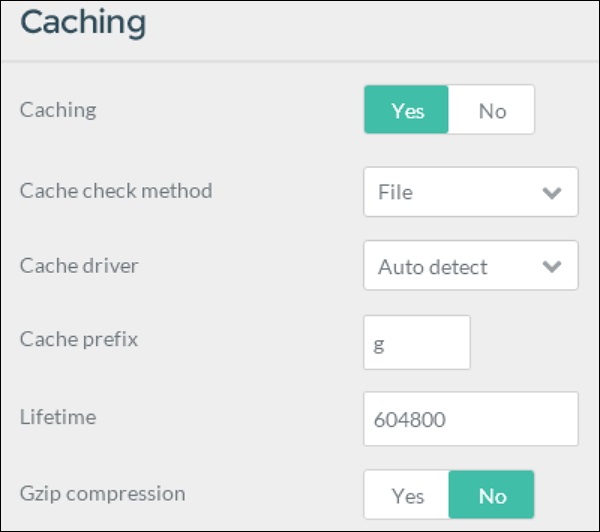 Caching
Caching Yes No
Cache check method File
Cache driver Auto detect
Cache prefix g
Lifetime 604800
Gzip compression Yes No